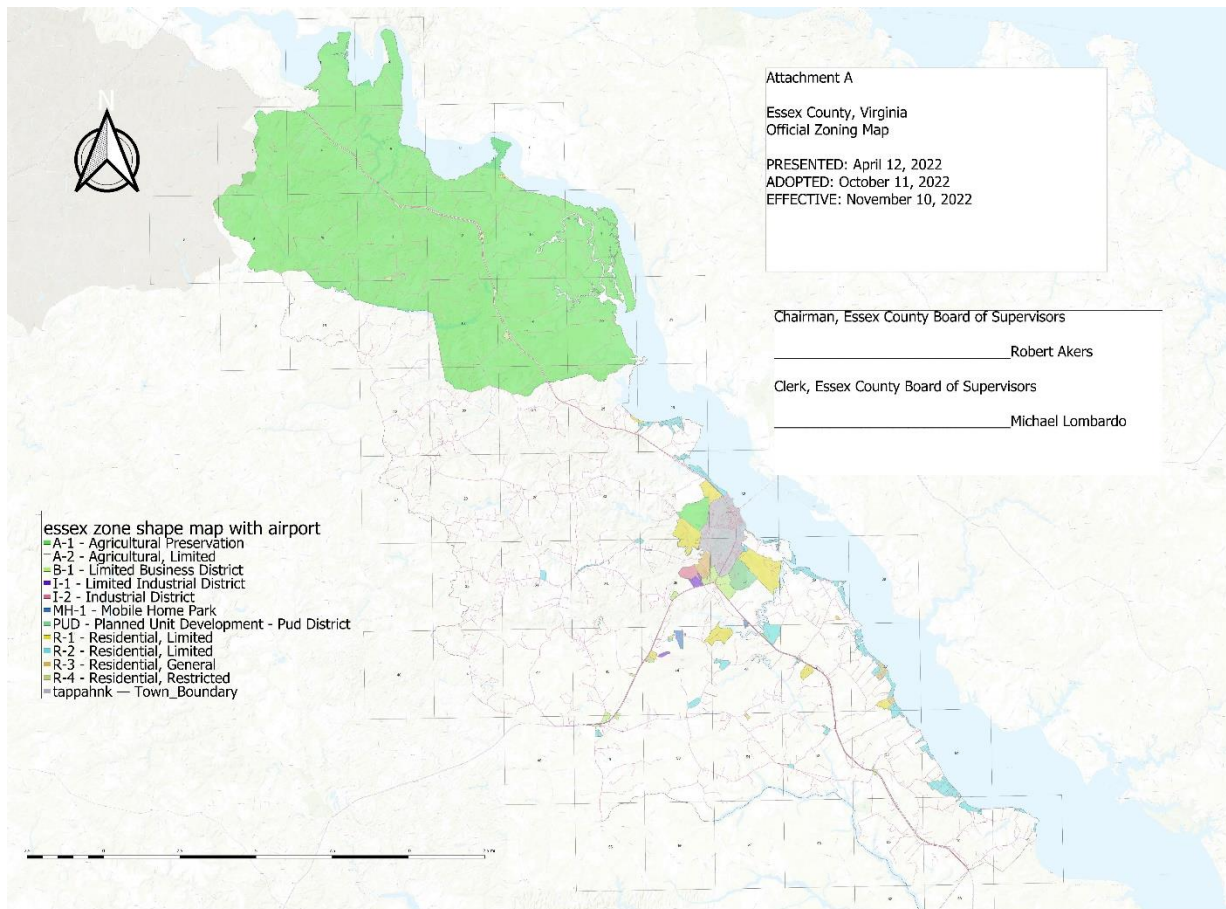 N
Attachment A
Essex County, Virginia
Official Zoning Map
PRESENTED: April 12, 2022
ADOPTED: October 11, 2022
EFFECTIVE: November 10, 2022
Chairman, Essex County Board of Supervisors
Robert Akers
Clerk, Essex County Board of Supervisors
Michael Lombardo
essex zone shape map with airport
A-1 - Agricultural Preservation
A-2 - Agricultural, Limited
B-1 - Limited Business District
I-1 - Limited Industrial District
I-2 - Industrial District
MH-1 - Mobile Home Park
PUD - Planned Unit Development - Pud District
R-1 - Residential, Limited
R-2 - Residential, Limited
R-3 - Residential, General
R-4 - Residential, Restricted
tappahnk — Town_Boundary